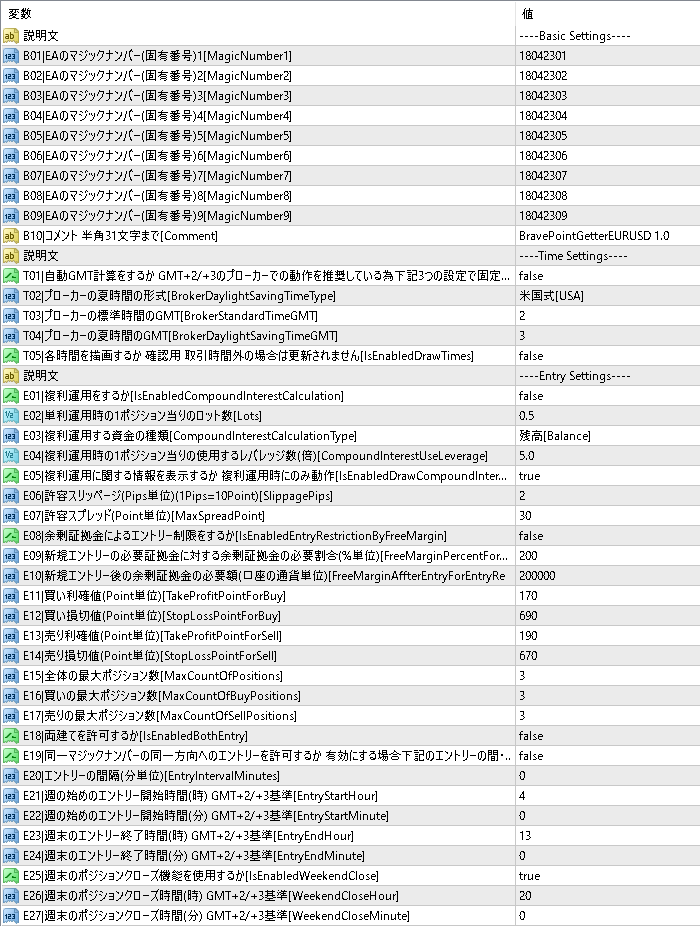 変数 値
説明文 ----Basic Settings----
B01|EAのマジックナンバー(固有番号)1[MagicNumber1] 18042301
B02|EAのマジックナンバー(固有番号)2[MagicNumber2] 18042302
B03|EAのマジックナンバー(固有番号)3[MagicNumber3] 18042303
B04|EAのマジックナンバー(固有番号)4[MagicNumber4] 18042304
B05|EAのマジックナンバー(固有番号)5[MagicNumber5] 18042305
B06|EAのマジックナンバー(固有番号)6[MagicNumber6] 18042306
B07|EAのマジックナンバー(固有番号)7[MagicNumber7] 18042307
B08|EAのマジックナンバー(固有番号)8[MagicNumber8] 18042308
B09|EAのマジックナンバー(固有番号)9[MagicNumber9] 18042309
B10|コメント 半角31文字まで[Comment] BravePointGetterEURUSD 1.0
説明文 ----Time Settings----
T01|自動GMT計算をするか GMT+2/+3のブローカーでの動作を推奨している為下記3つの設定で固定... false
T02|ブローカーの夏時間の形式[BrokerDaylightSavingTimeType] 米国式[USA]
T03|ブローカーの標準時間のGMT[BrokerStandardTimeGMT] 2
T04|ブローカーの夏時間のGMT[BrokerDaylightSavingTimeGMT] 3
T05|各時間を描画するか 確認用 取引時間外の場合は更新されません[IsEnabledDrawTimes] false
説明文 ----Entry Settings----
E01|複利運用をするか[IsEnabledCompoundInterestCalculation] false
E02|単利運用時の1ポジション当りのロット数[Lots] 0.5
E03|複利運用する資金の種類[CompoundInterestCalculationType] 残高[Balance]
E04|複利運用時の1ポジション当りの使用するレバレッジ数(倍)[CompoundInterestUseLeverage] 5.0
E05|複利運用に関する情報を表示するか 複利運用時にのみ動作[IsEnabledDrawCompoundInter... true
E06|許容スリッページ(Pips単位)(1Pips=10Point)[SlippagePips] 2
E07|許容スプレッド(Point単位)[MaxSpreadPoint] 30
E08|余剰証拠金によるエントリー制限をするか[IsEnabledEntryRestrictionByFreeMargin] false
E09|新規エントリーの必要証拠金に対する余剰証拠金の必要割合(%単位)[FreeMarginPercentFor... 200
E10|新規エントリー後の余剰証拠金の必要額(口座の通貨単位)[FreeMarginAffterEntryForEntryRe 200000
E11|買い利確値(Point単位)[TakeProfitPointForBuy] 170
E12|買い損切値(Point単位)[StopLossPointForBuy] 690
E13|売り利確値(Point単位)[TakeProfitPointForSell] 190
E14|売り損切値(Point単位)[StopLossPointForSell] 670
E15|全体の最大ポジション数[MaxCountOfPositions] 3
E16|買いの最大ポジション数[MaxCountOfBuyPositions] 3
E17|売りの最大ポジション数[MaxCountOfSellPositions] 3
E18|両建てを許可するか[IsEnabledBothEntry] false
E19|同一マジックナンバーの同一方向へのエントリーを許可するか 有効にする場合下記のエントリーの間... false
E20|エントリーの間隔(分単位)[EntryIntervalMinutes] 0
E21|週の始めのエントリー開始時間(時) GMT+2/+3基準[EntryStartHour] 4
E22|週の始めのエントリー開始時間(分) GMT+2/+3基準[EntryStartMinute] 0
E23|週末のエントリー終了時間(時) GMT+2/+3基準[EntryEndHour] 13
E24|週末のエントリー終了時間(分) GMT+2/+3基準[EntryEndMinute] 0
E25|週末のポジションクローズ機能を使用するか[IsEnabledWeekendClose] true
E26|週末のポジションクローズ時間(時) GMT+2/+3基準[WeekendCloseHour] 20
E27|週末のポジションクローズ時間(分) GMT+2/+3基準[WeekendCloseMinute] 0